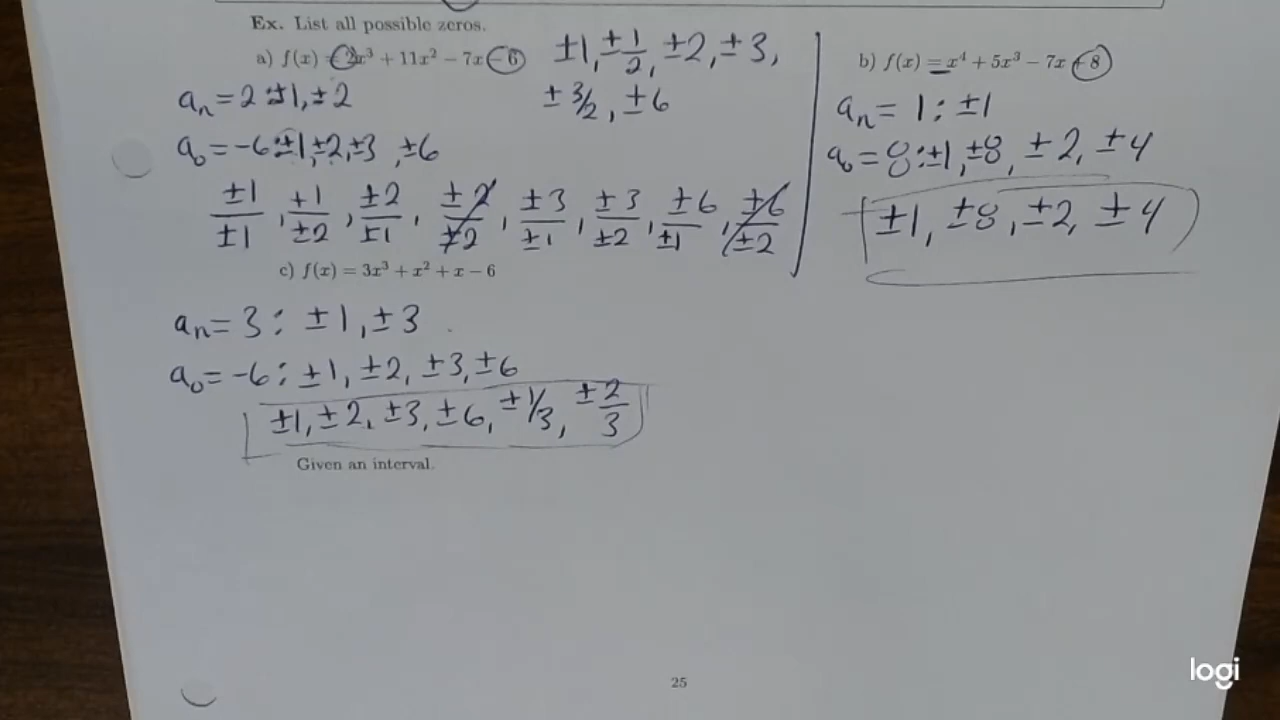 Ex. List all possible zeros.
a) f(x) = 2x³ + 11x² − 7x − 6
±1, ±1/2, ±2, ±3,
±3/2, ±6
aₙ = 2 : ±1, ±2
a₀ = −6 : ±1, ±2, ±3, ±6
±1/±1, ±1/±2, ±2/±1, ±2/±2, ±3/±1, ±3/±2, ±6/±1, ±6/±2
b) f(x) = x⁴ + 5x³ − 7x + 8
aₙ = 1 : ±1
a₀ = 8 : ±1, ±8, ±2, ±4
±1, ±8, ±2, ±4
c) f(x) = 3x³ + x² + x − 6
aₙ = 3 : ±1, ±3
a₀ = −6 : ±1, ±2, ±3, ±6
±1, ±2, ±3, ±6, ±1/3, ±2/3
Given an interval.
25
logi